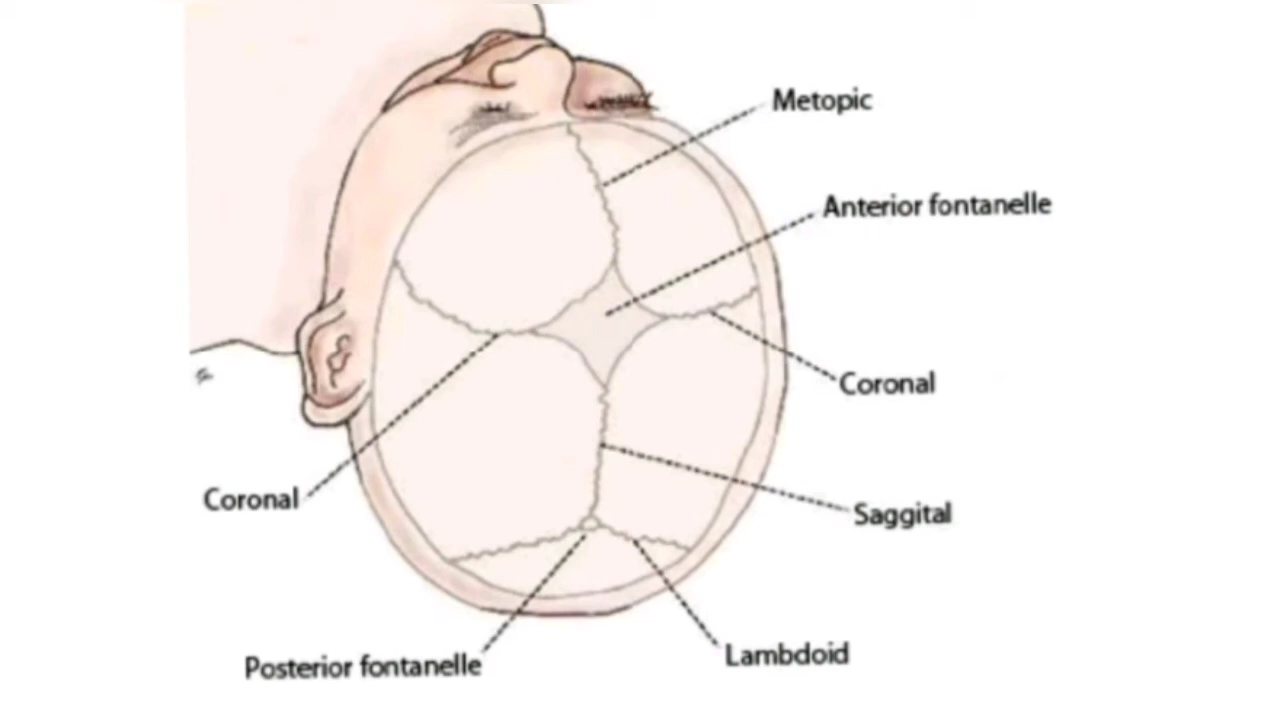 Metopic
Anterior fontanelle
Coronal
Coronal
Saggital
Posterior fontanelle
Lambdoid